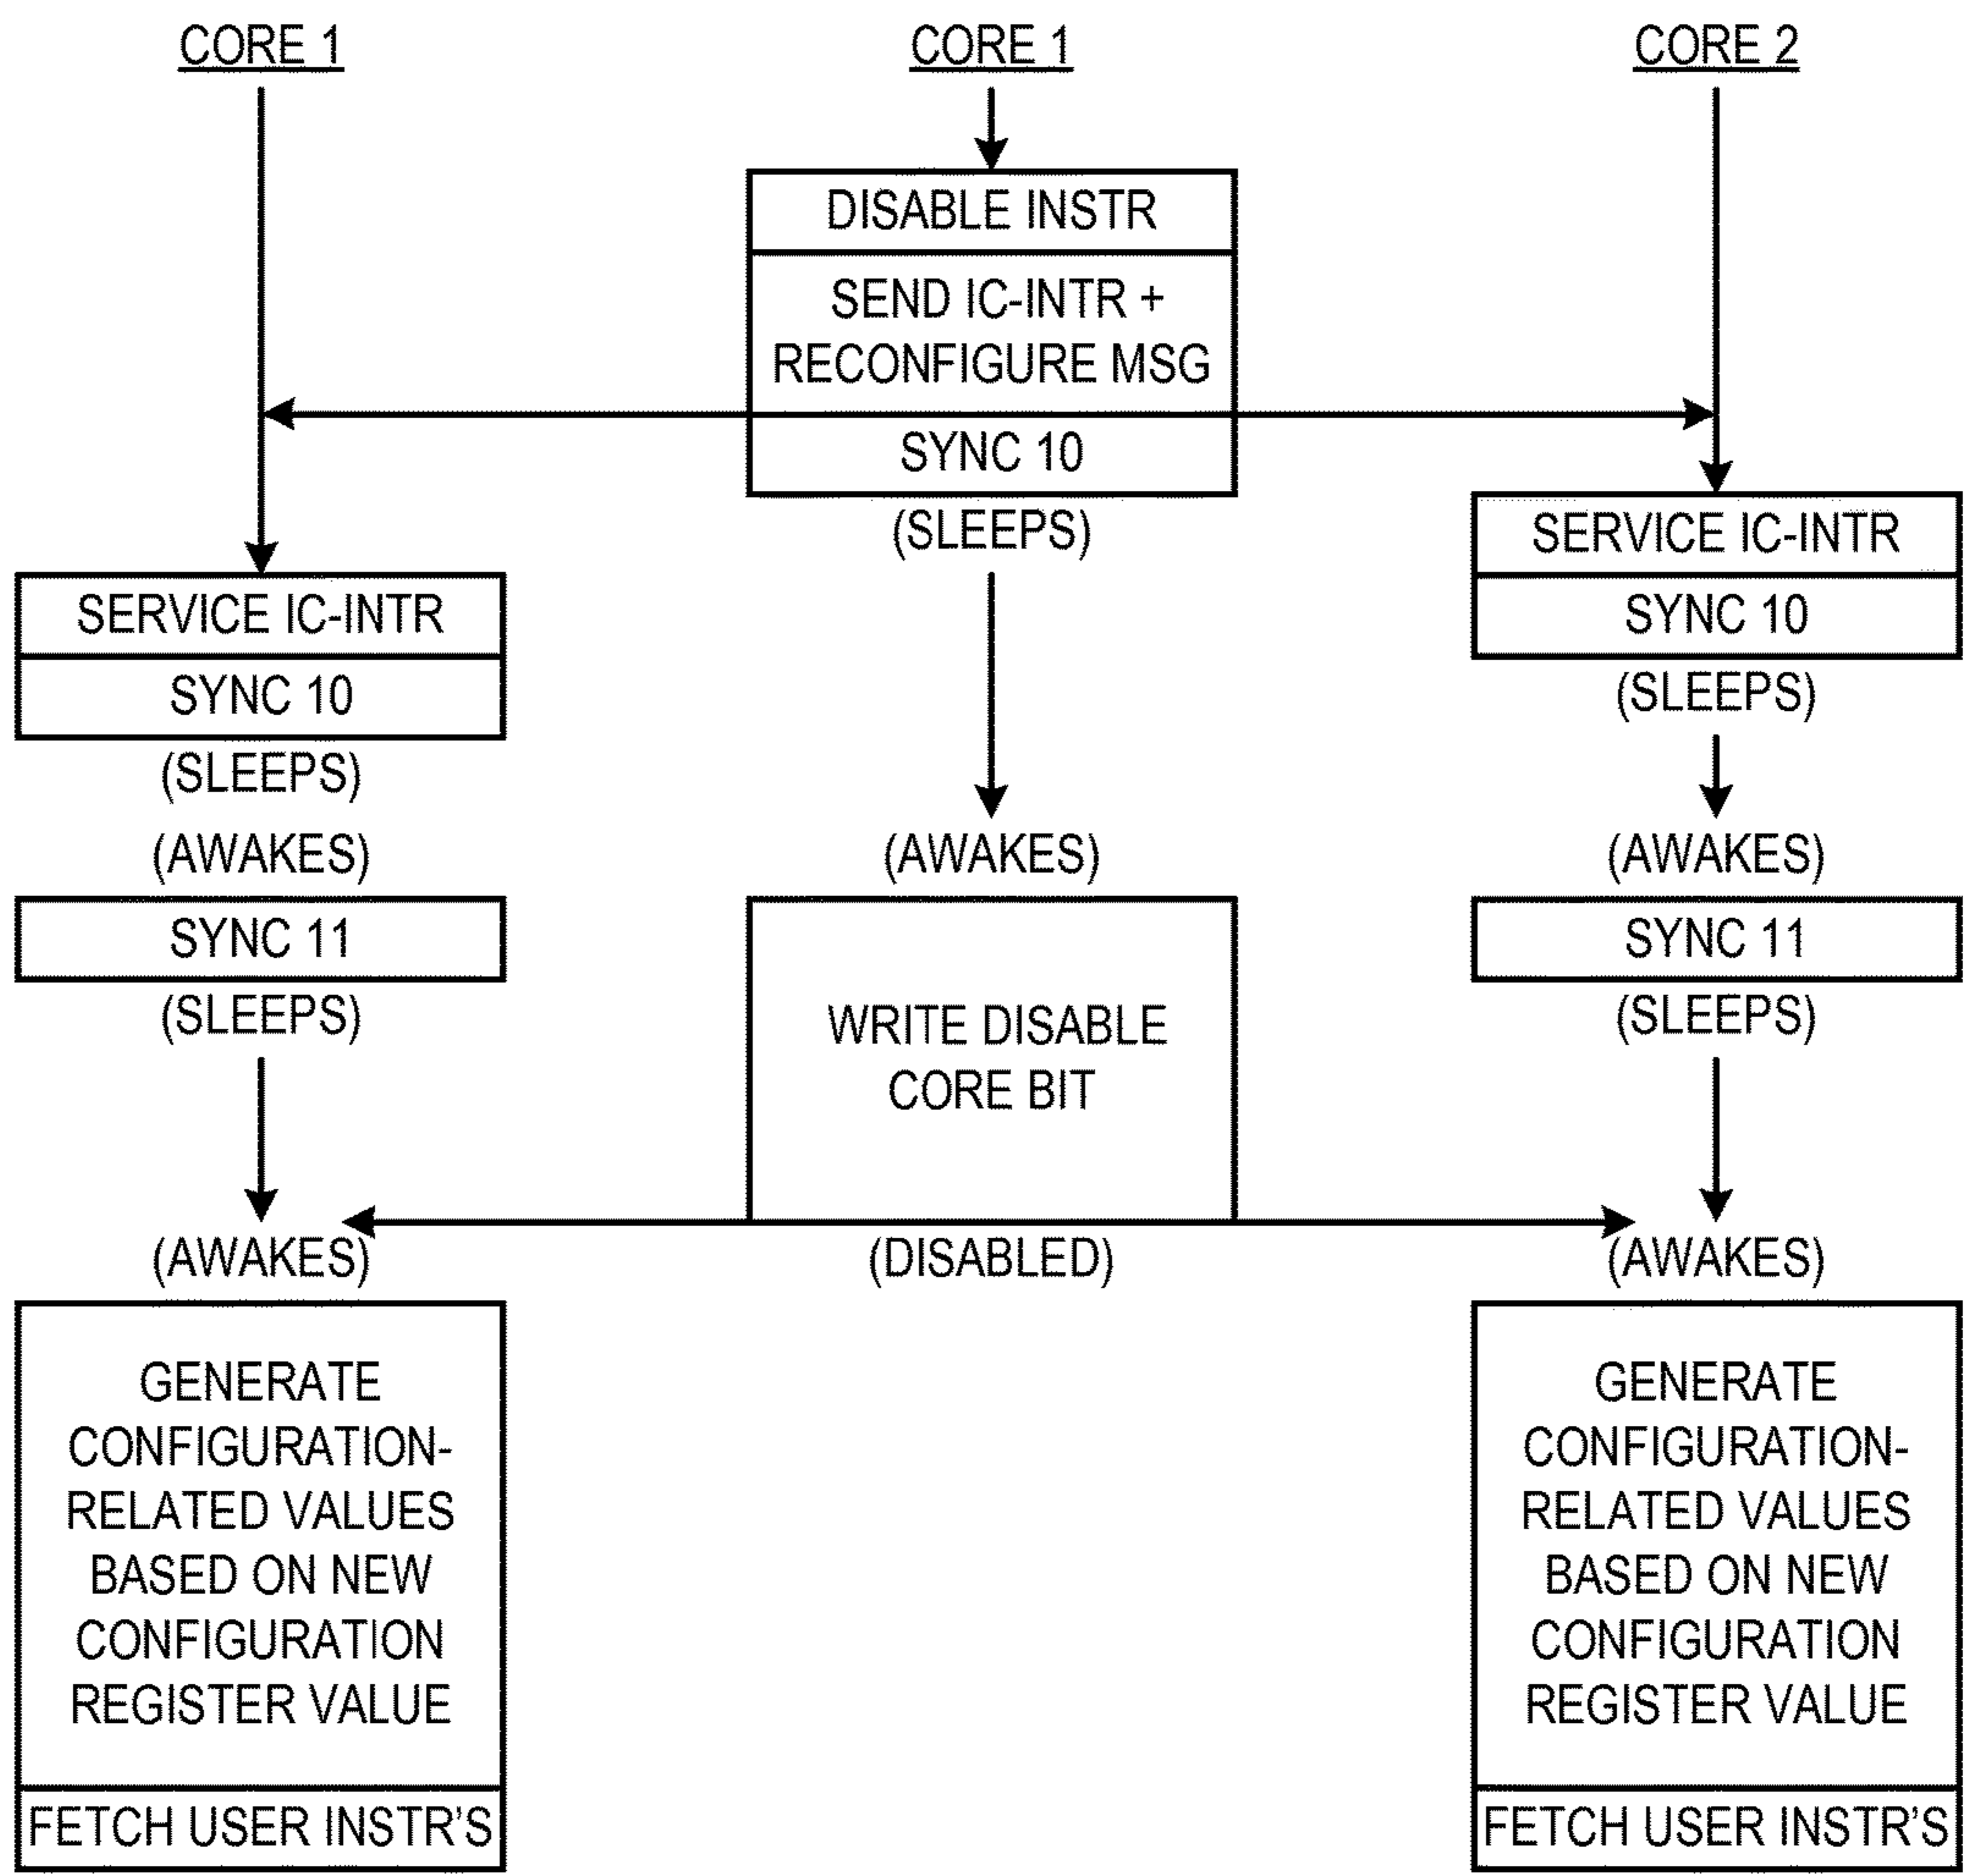 CORE 1
CORE 1
CORE 2
DISABLE INSTR
SEND IC-INTR +
RECONFIGURE MSG
SYNC 10
(SLEEPS)
SERVICE IC-INTR
SYNC 10
(SLEEPS)
SERVICE IC-INTR
SYNC 10
(SLEEPS)
(AWAKES)
(AWAKES)
(AWAKES)
SYNC 11
(SLEEPS)
WRITE DISABLE
CORE BIT
SYNC 11
(SLEEPS)
(AWAKES)
(DISABLED)
(AWAKES)
GENERATE
CONFIGURATION-
RELATED VALUES
BASED ON NEW
CONFIGURATION
REGISTER VALUE
FETCH USER INSTR'S
GENERATE
CONFIGURATION-
RELATED VALUES
BASED ON NEW
CONFIGURATION
REGISTER VALUE
FETCH USER INSTR'S